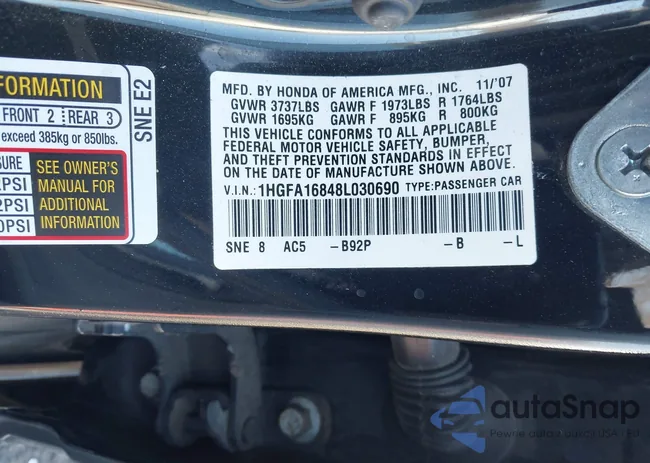 FORMATION
FRONT 2 REAR 3
exceed 385kg or 850lbs.
SURE
2PSI
2PSI
0PSI
SEE OWNER'S
MANUAL FOR
ADDITIONAL
INFORMATION
SNE E2
MFD. BY HONDA OF AMERICA MFG., INC. 11/'07
GVWR 3737LBS GAWR F 1973LBS R 1764LBS
GVWR 1695KG GAWR F 895KG R 800KG
THIS VEHICLE CONFORMS TO ALL APPLICABLE
FEDERAL MOTOR VEHICLE SAFETY, BUMPER,
AND THEFT PREVENTION STANDARDS IN EFFECT
ON THE DATE OF MANUFACTURE SHOWN ABOVE.
V.I.N.: 1HGFA16848L030690 TYPE:PASSENGER CAR
SNE 8 AC5 -B92P -B -L
autoSnap